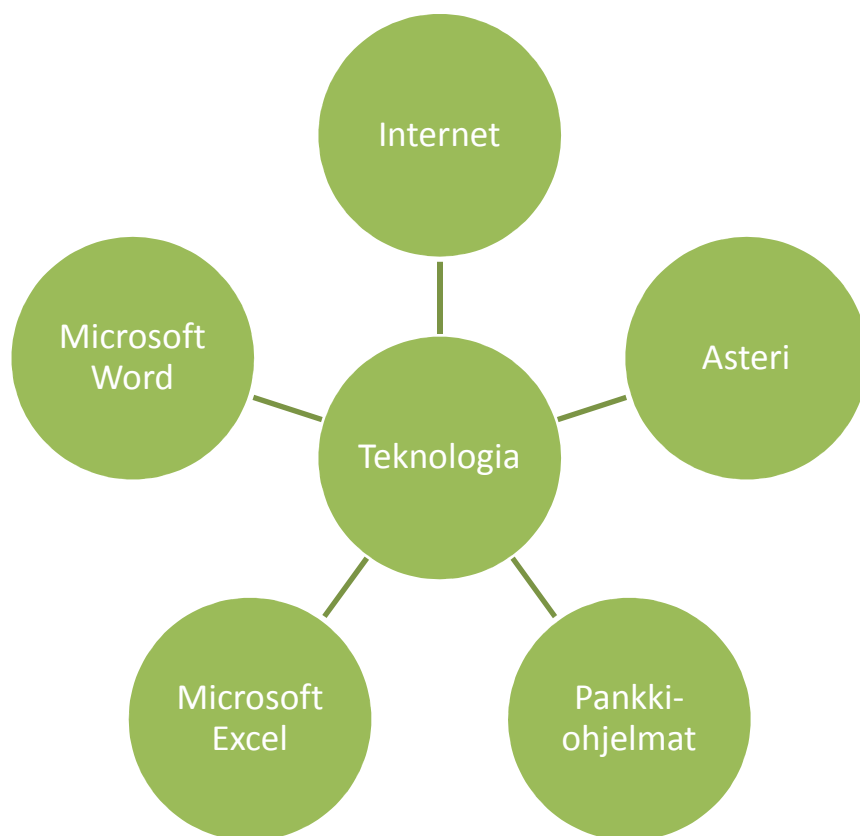 Internet
Microsoft
Word
Asteri
Teknologia
Microsoft
Excel
Pankki-
ohjelmat